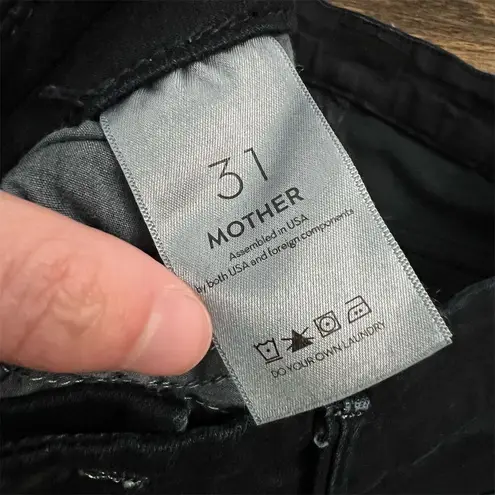 31
MOTHER
Assembled in USA
by both USA and foreign components
DO YOUR OWN LAUNDRY